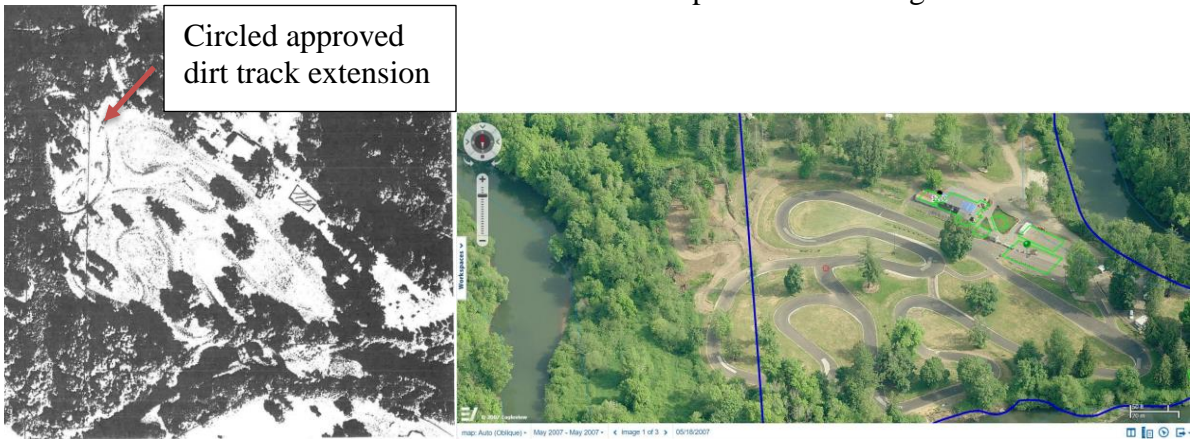 Circled approved
dirt track extension
Workspaces
© 2007
map: Auto (Oblique)
May 2007 - May 2007
Image 1 of 3
05/18/2007